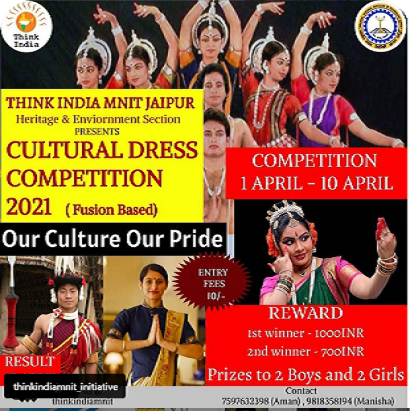 Think
India
THINK INDIA MNIT JAIPUR
Heritage & Enviornment Section
PRESENTS
CULTURAL DRESS
COMPETITION
2021 ( Fusion Based)
Our Culture Our Pride
COMPETITION
1 APRIL - 10 APRIL
ENTRY
FEES
10/-
REWARD
1st winner - 1000INR
2nd winner - 700INR
Prizes to 2 Boys and 2 Girls
RESULT
thinkindiamnit_initiative
thinkindiamnit
Contact
7597632398 (Aman) , 9818358194 (Manisha)